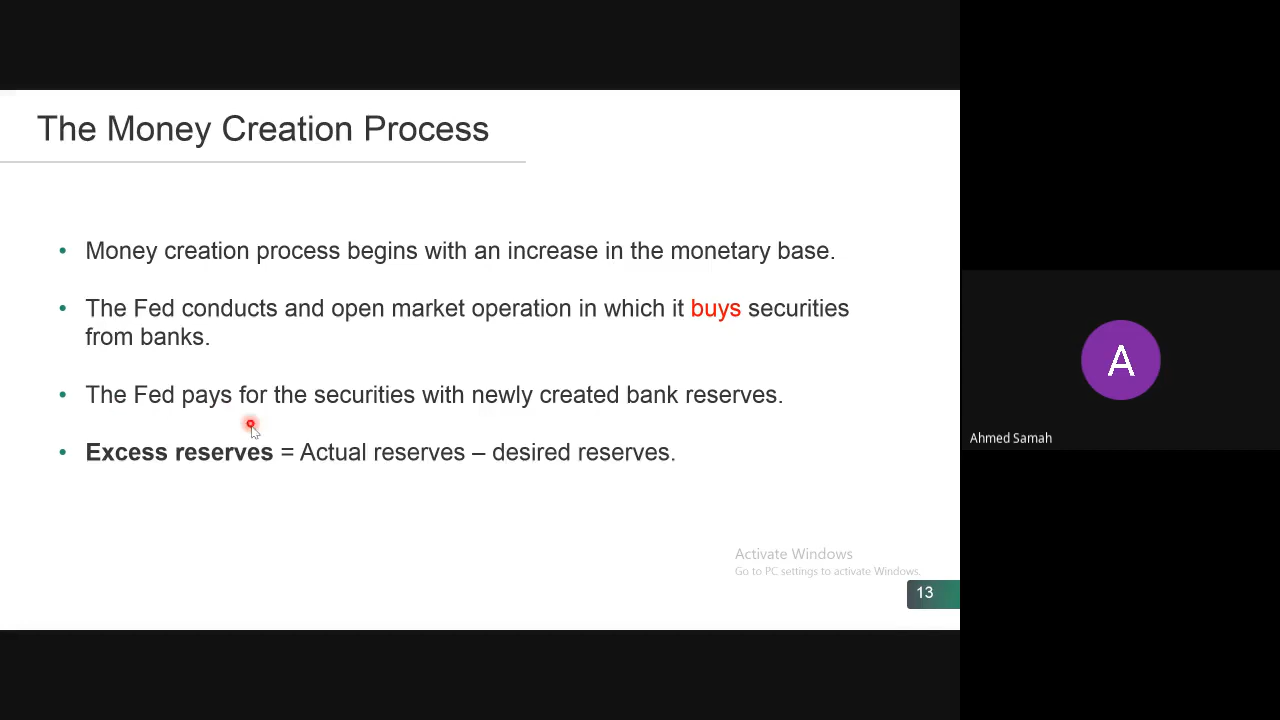 The Money Creation Process
• Money creation process begins with an increase in the monetary base.
• The Fed conducts and open market operation in which it buys securities
from banks.
• The Fed pays for the securities with newly created bank reserves.
• Excess reserves = Actual reserves – desired reserves.
Activate Windows
Go to PC settings to activate Windows.
13
A
Ahmed Samah